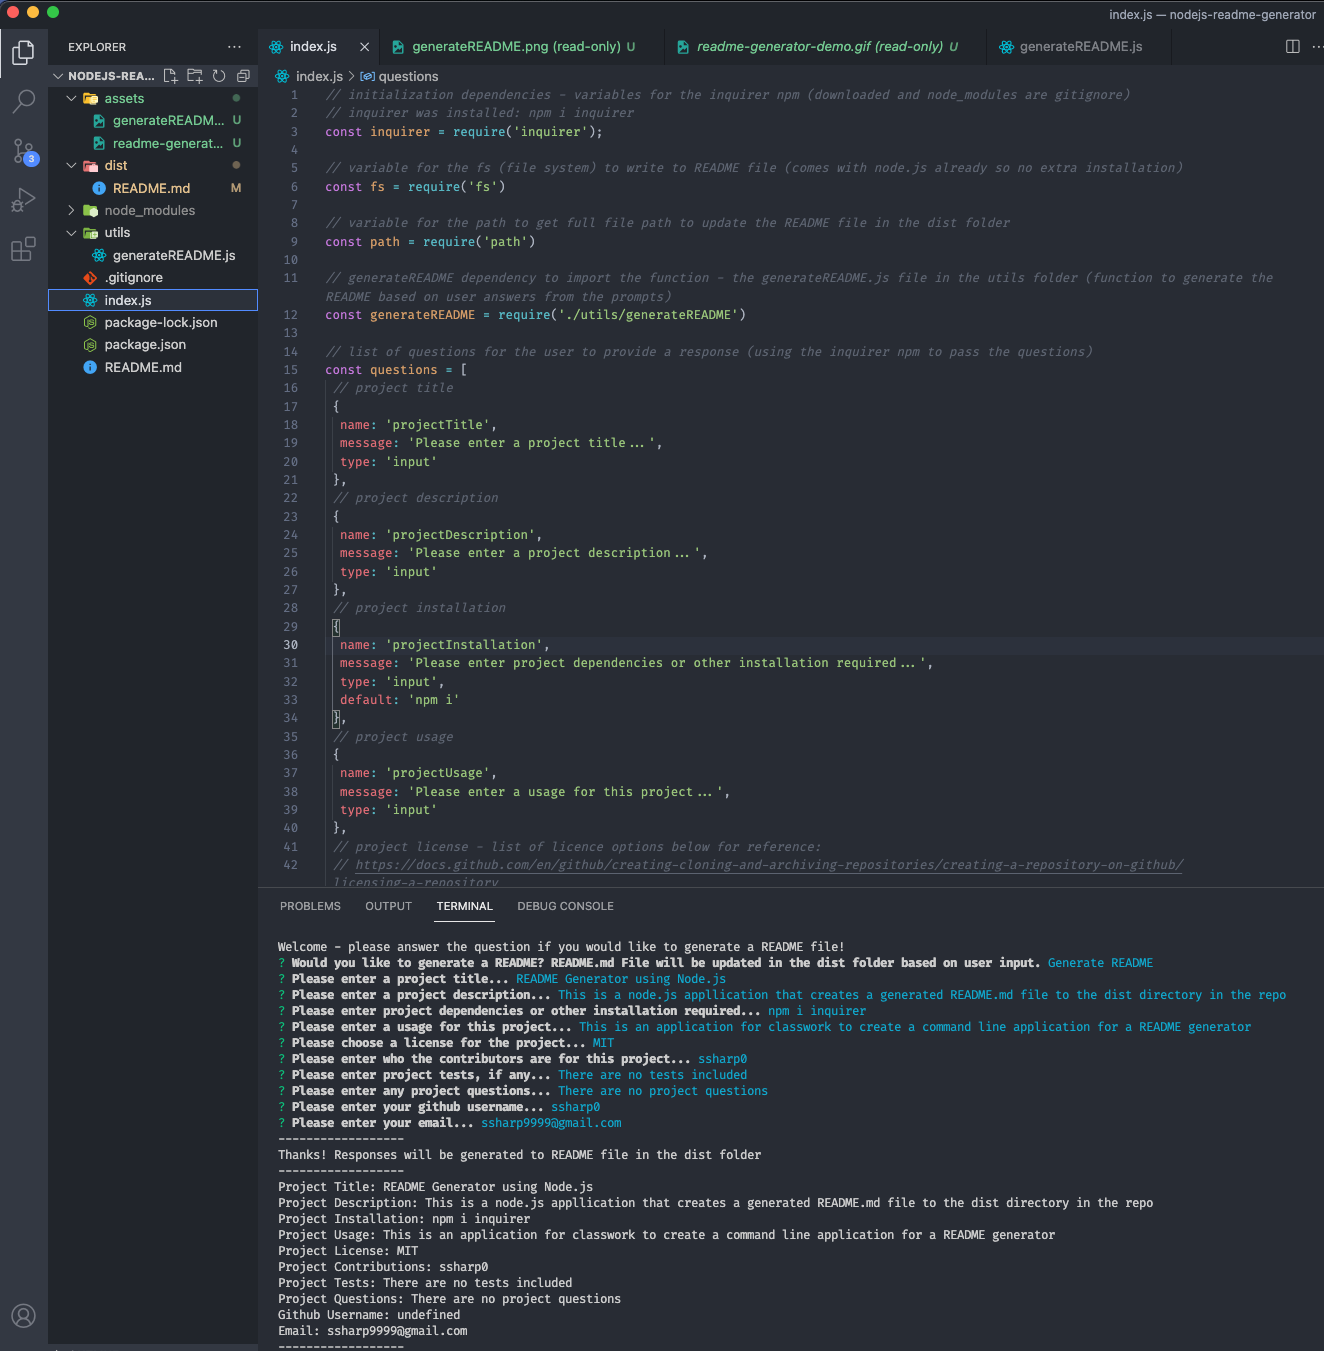 index.js — nodejs-readme-generator
EXPLORER
index.js
generateREADME.png (read-only) U
readme-generator-demo.gif (read-only) U
generateREADME.js
NODEJS-REA...
index.js > questions
assets
generateREADM... U
readme-generat... U
dist
README.md M
node_modules
utils
generateREADME.js
.gitignore
index.js
package-lock.json
package.json
README.md
3
1 // initialization dependencies - variables for the inquirer npm (downloaded and node_modules are gitignore)
2 // inquirer was installed: npm i inquirer
3 const inquirer = require('inquirer');
4
5 // variable for the fs (file system) to write to README file (comes with node.js already so no extra installation)
6 const fs = require('fs')
7
8 // variable for the path to get full file path to update the README file in the dist folder
9 const path = require('path')
10
11 // generateREADME dependency to import the function - the generateREADME.js file in the utils folder (function to generate the
README based on user answers from the prompts)
12 const generateREADME = require('./utils/generateREADME')
13
14 // list of questions for the user to provide a response (using the inquirer npm to pass the questions)
15 const questions = [
16 // project title
17 {
18 name: 'projectTitle',
19 message: 'Please enter a project title...',
20 type: 'input'
21 },
22 // project description
23 {
24 name: 'projectDescription',
25 message: 'Please enter a project description...',
26 type: 'input'
27 },
28 // project installation
29 {
30 name: 'projectInstallation',
31 message: 'Please enter project dependencies or other installation required...',
32 type: 'input',
33 default: 'npm i'
34 },
35 // project usage
36 {
37 name: 'projectUsage',
38 message: 'Please enter a usage for this project...',
39 type: 'input'
40 },
41 // project license - list of licence options below for reference:
42 // https://docs.github.com/en/github/creating-cloning-and-archiving-repositories/creating-a-repository-on-github/
licensing-a-repository
PROBLEMS OUTPUT TERMINAL DEBUG CONSOLE
Welcome - please answer the question if you would like to generate a README file!
? Would you like to generate a README? README.md File will be updated in the dist folder based on user input. Generate README
? Please enter a project title... README Generator using Node.js
? Please enter a project description... This is a node.js appllication that creates a generated README.md file to the dist directory in the repo
? Please enter project dependencies or other installation required... npm i inquirer
? Please enter a usage for this project... This is an application for classwork to create a command line application for a README generator
? Please choose a license for the project... MIT
? Please enter who the contributors are for this project... ssharp0
? Please enter project tests, if any... There are no tests included
? Please enter any project questions... There are no project questions
? Please enter your github username... ssharp0
? Please enter your email... ssharp9999@gmail.com
------------------
Thanks! Responses will be generated to README file in the dist folder
------------------
Project Title: README Generator using Node.js
Project Description: This is a node.js appllication that creates a generated README.md file to the dist directory in the repo
Project Installation: npm i inquirer
Project Usage: This is an application for classwork to create a command line application for a README generator
Project License: MIT
Project Contributions: ssharp0
Project Tests: There are no tests included
Project Questions: There are no project questions
Github Username: undefined
Email: ssharp9999@gmail.com
------------------